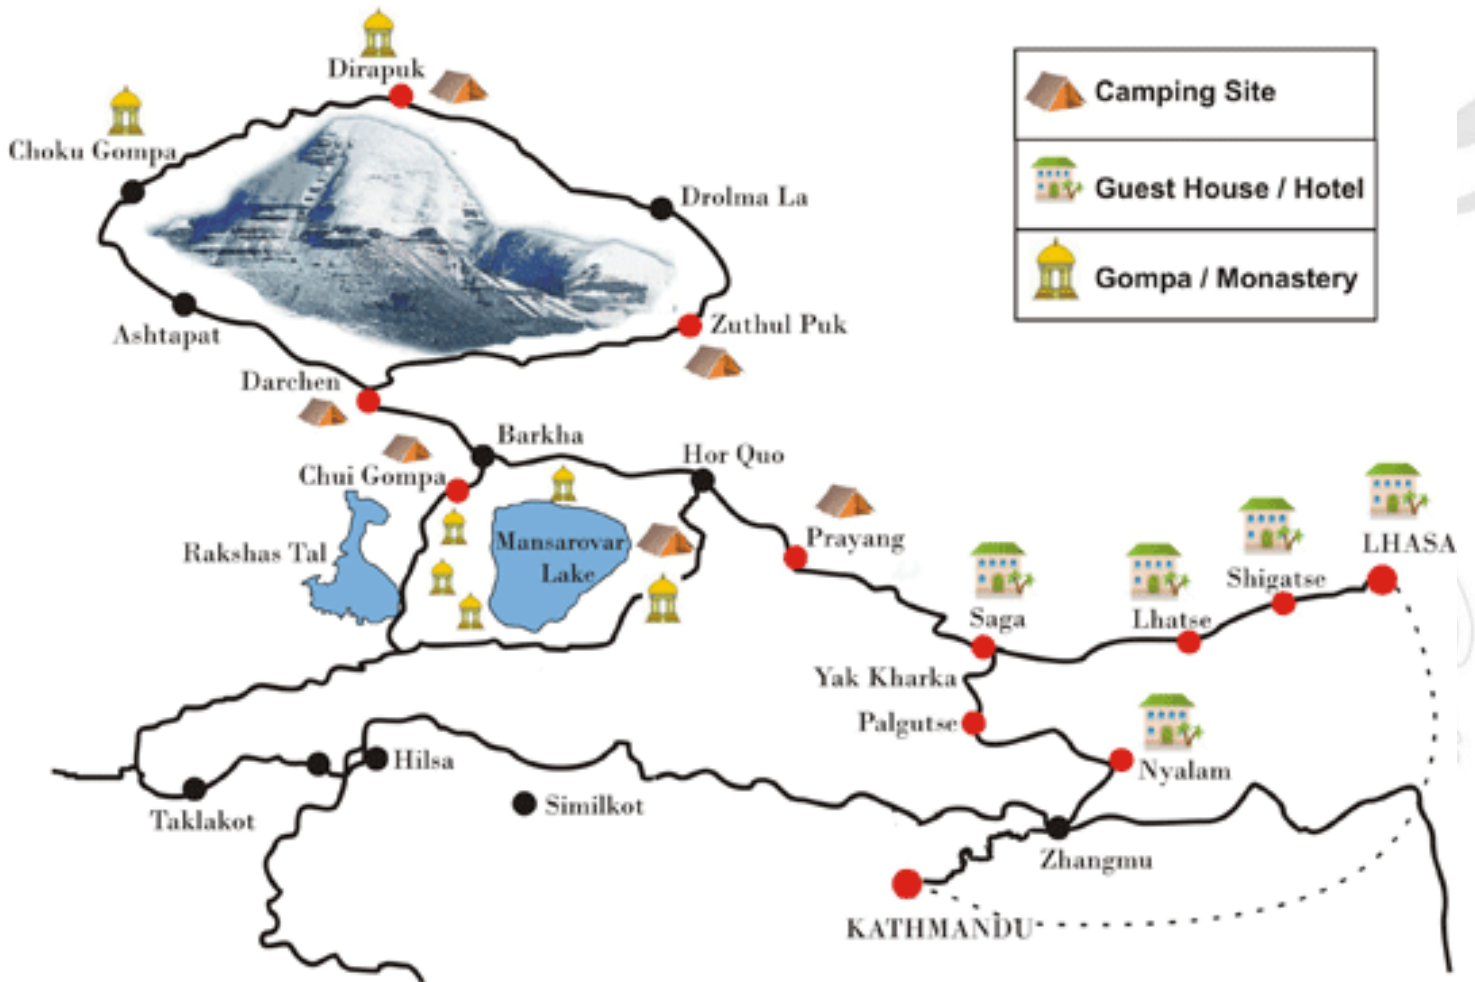 Dirapuk
Camping Site
Choku Gompa
Guest House / Hotel
Drolma La
Gompa / Monastery
Ashtapat
Zuthul Puk
Darchen
Barkha
Hor Quo
Chui Gompa
Prayang
Rakshas Tal
Mansarovar
Lake
LHASA
Shigatse
Lhatse
Saga
Yak Kharka
Palgutse
Nyalam
Hilsa
Similkot
Taklakot
Zhangmu
KATHMANDU